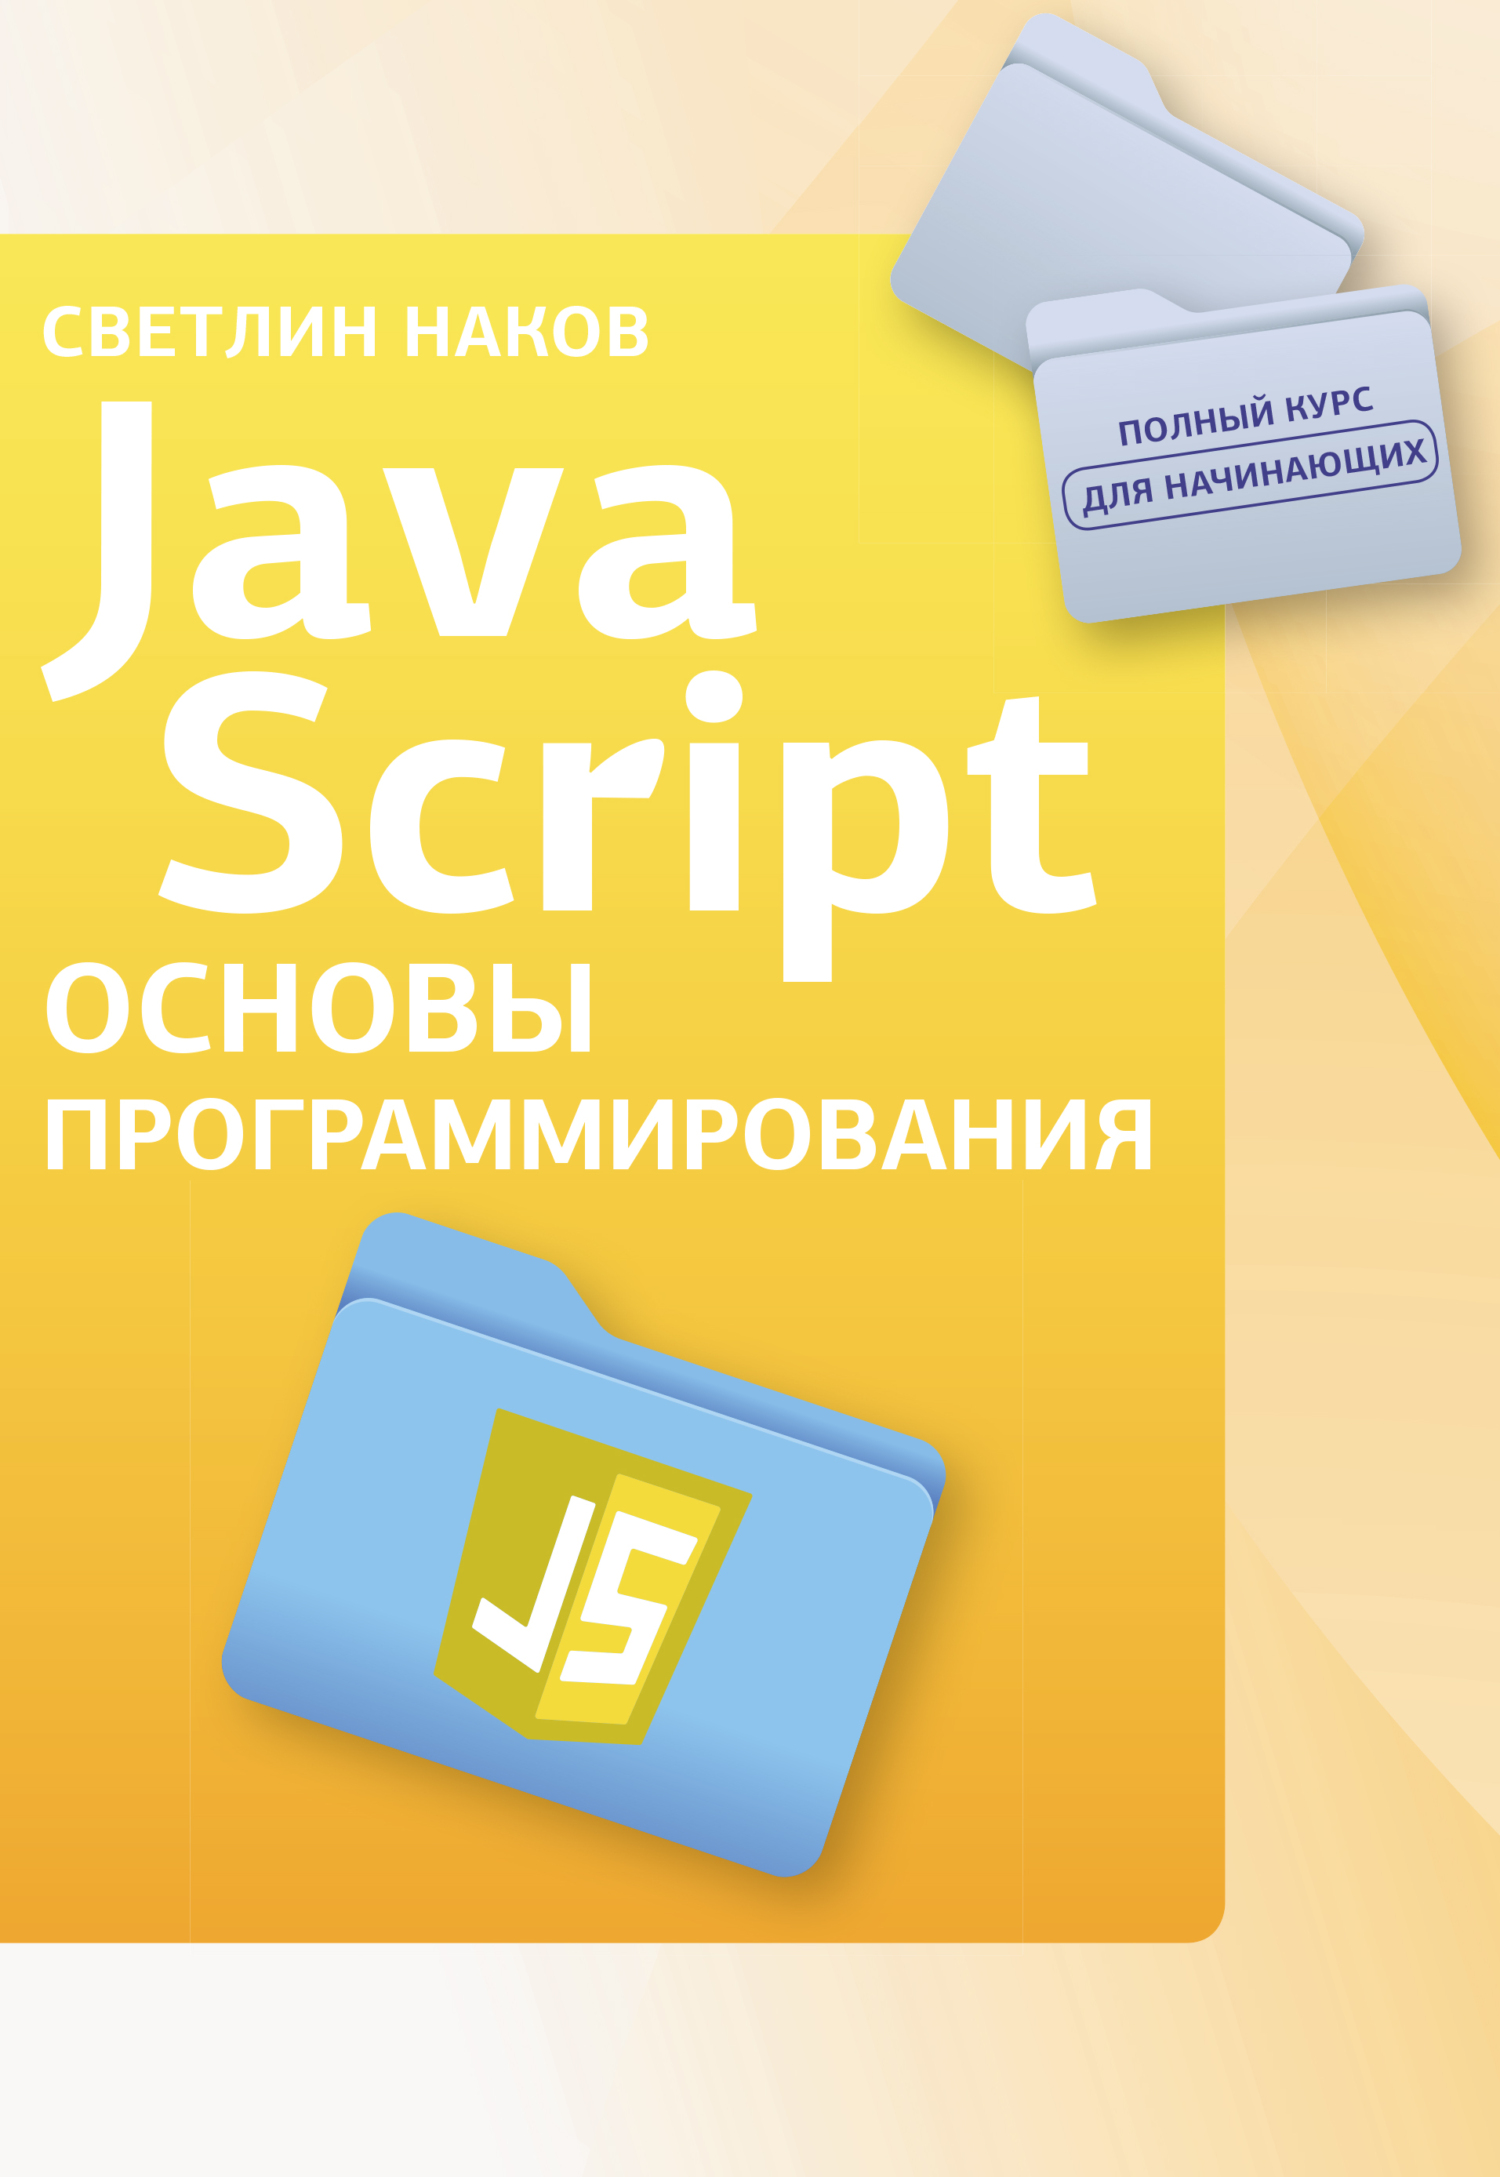 СВЕТЛИН НАКОВ
Java
Script
ОСНОВЫ
ПРОГРАММИРОВАНИЯ
ПОЛНЫЙ КУРС
ДЛЯ НАЧИНАЮЩИХ
JS